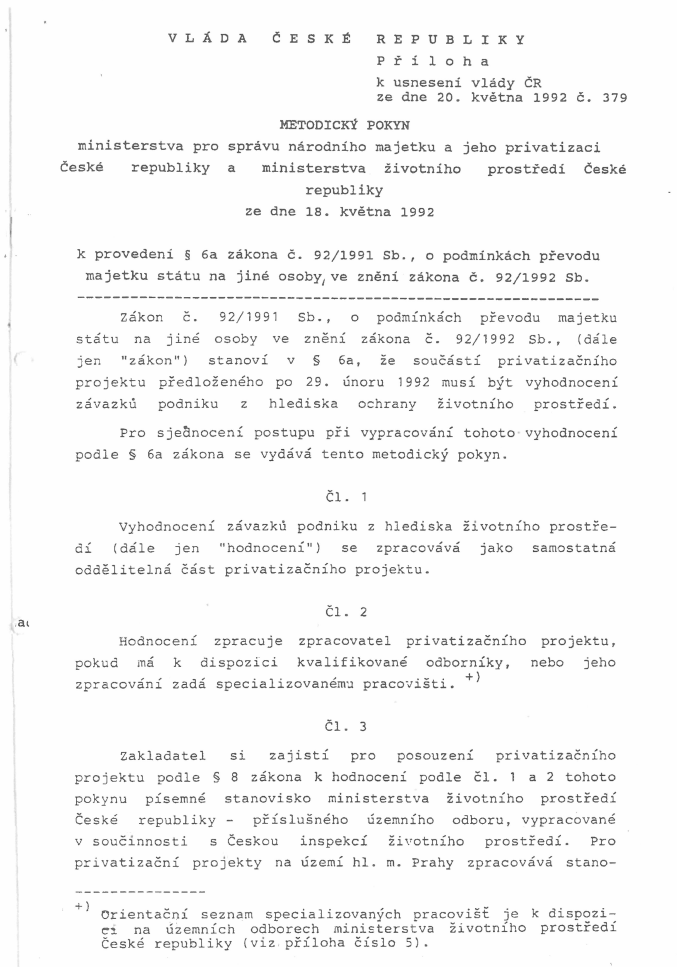 VLÁDA ČESKÉ REPUBLIKY
Příloha
k usnesení vlády ČR
ze dne 20. května 1992 č. 379
METODICKÝ POKYN
ministerstva pro správu národního majetku a jeho privatizaci
České republiky a ministerstva životního prostředí České
republiky
ze dne 18. května 1992
k provedení § 6a zákona č. 92/1991 Sb., o podmínkách převodu
majetku státu na jiné osoby, ve znění zákona č. 92/1992 Sb.
Zákon č. 92/1991 Sb., o podmínkách převodu majetku
státu na jiné osoby ve znění zákona č. 92/1992 Sb., (dále
jen "zákon") stanoví v § 6a, že součástí privatizačního
projektu předloženého po 29. únoru 1992 musí být vyhodnocení
závazků podniku z hlediska ochrany životního prostředí.
Pro sjednocení postupu při vypracování tohoto vyhodnocení
podle § 6a zákona se vydává tento metodický pokyn.
Čl. 1
Vyhodnocení závazků podniku z hlediska životního prostře-
dí (dále jen "hodnocení") se zpracovává jako samostatná
oddělitelná část privatizačního projektu.
Čl. 2
Hodnocení zpracuje zpracovatel privatizačního projektu,
pokud má k dispozici kvalifikované odborníky, nebo jeho
zpracování zadá specializovanému pracovišti. +)
Čl. 3
Zakladatel si zajistí pro posouzení privatizačního
projektu podle § 8 zákona k hodnocení podle čl. 1 a 2 tohoto
pokynu písemné stanovisko ministerstva životního prostředí
České republiky - příslušného územního odboru, vypracované
v součinnosti s Českou inspekcí životního prostředí. Pro
privatizační projekty na území hl. m. Prahy zpracovává stano-
+) Orientační seznam specializovaných pracovišť je k dispozi-
ci na územních odborech ministerstva životního prostředí
České republiky (viz příloha číslo 5).